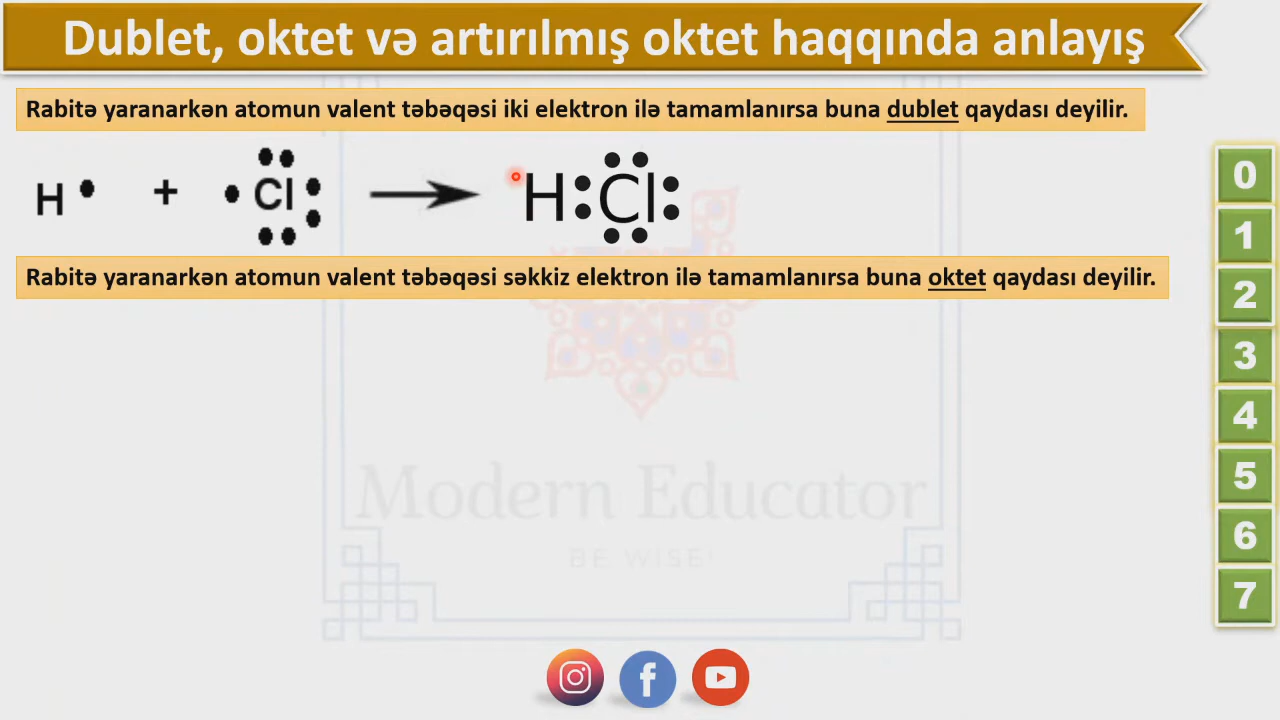 Dublet, oktet və artırılmış oktet haqqında anlayış
Rabitə yaranarkən atomun valent təbəqəsi iki elektron ilə tamamlanırsa buna dublet qaydası deyilir.
H + Cl → H Cl
Rabitə yaranarkən atomun valent təbəqəsi səkkiz elektron ilə tamamlanırsa buna oktet qaydası deyilir.
Modern Educator
BE WISE!
0
1
2
3
4
5
6
7